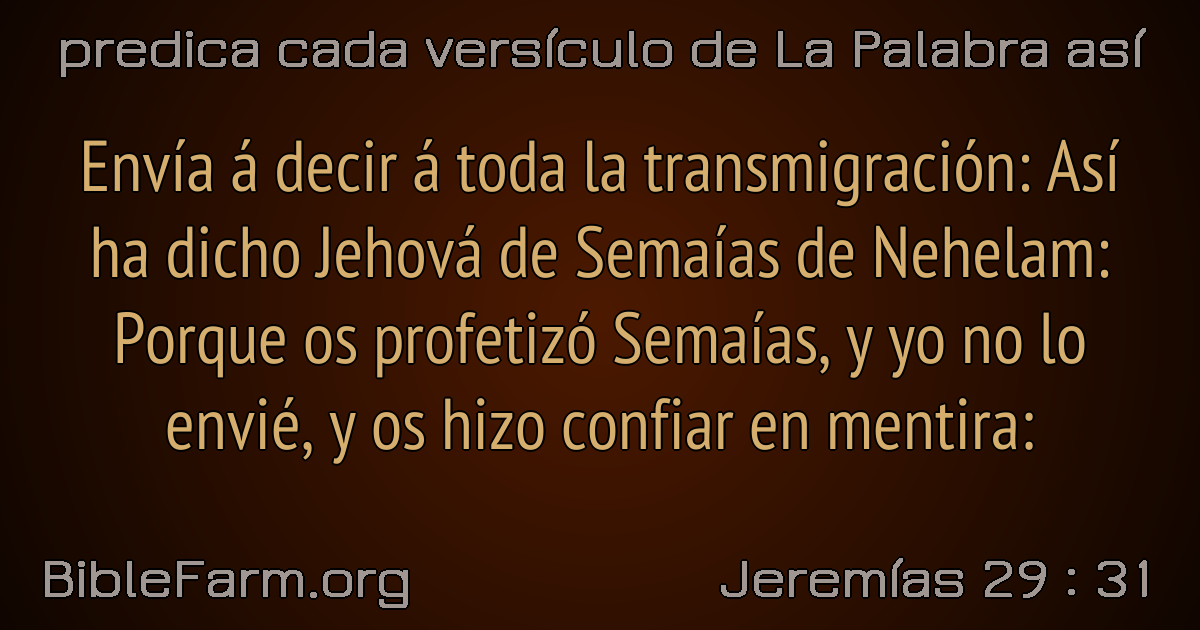 predica cada versículo de La Palabra así
Envía á decir á toda la transmigración: Así
ha dicho Jehová de Semaías de Nehelam:
Porque os profetizó Semaías, y yo no lo
envié, y os hizo confiar en mentira:
BibleFarm.org
Jeremías 29 : 31